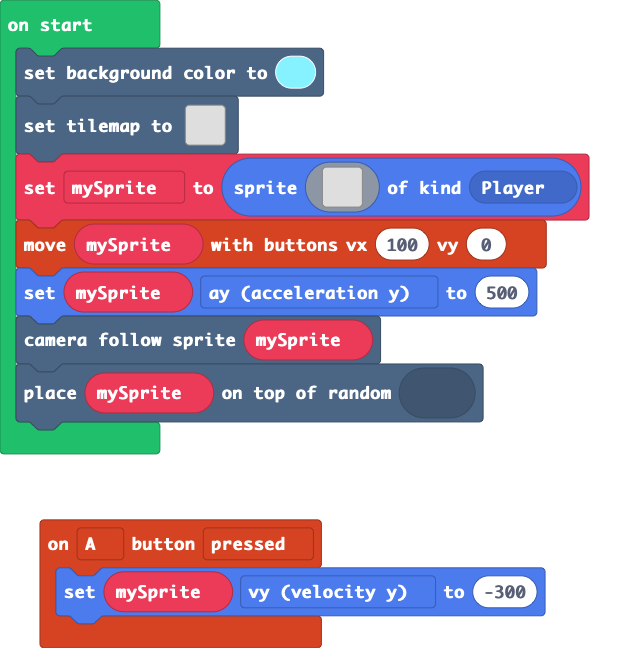 on start
set background color to
set tilemap to
set mySprite to sprite of kind Player
move mySprite with buttons vx 100 vy 0
set mySprite ay (acceleration y) to 500
camera follow sprite mySprite
place mySprite on top of random
on A button pressed
set mySprite vy (velocity y) to -300